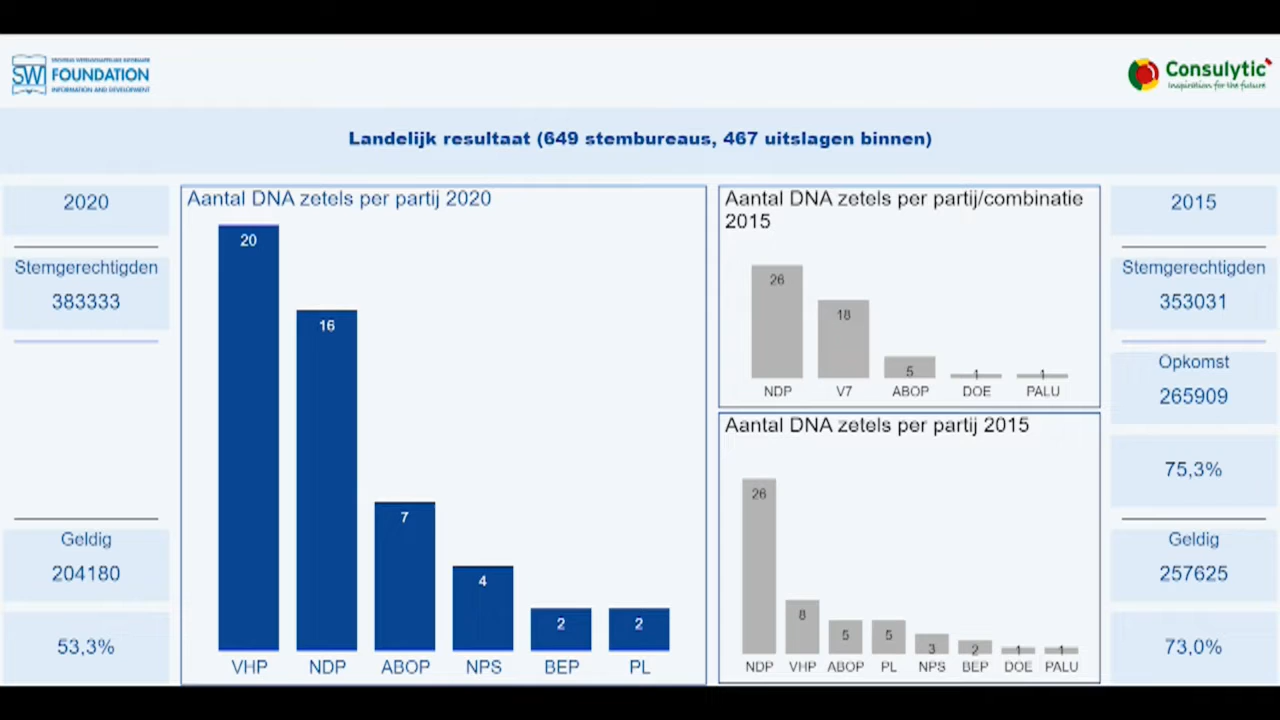 SWI
FOUNDATION
INFORMATION AND DEVELOPMENT
Consulytic
Inspiration for the future
Landelijk resultaat (649 stembureaus, 467 uitslagen binnen)
2020
Stemgerechtigden
383333
Geldig
204180
53,3%
Aantal DNA zetels per partij 2020
20
16
7
4
2
2
VHP NDP ABOP NPS BEP PL
Aantal DNA zetels per partij/combinatie
2015
26
18
5
1
1
NDP V7 ABOP DOE PALU
Aantal DNA zetels per partij 2015
26
8
5
5
3
2
1
1
NDP VHP ABOP PL NPS BEP DOE PALU
2015
Stemgerechtigden
353031
Opkomst
265909
75,3%
Geldig
257625
73,0%